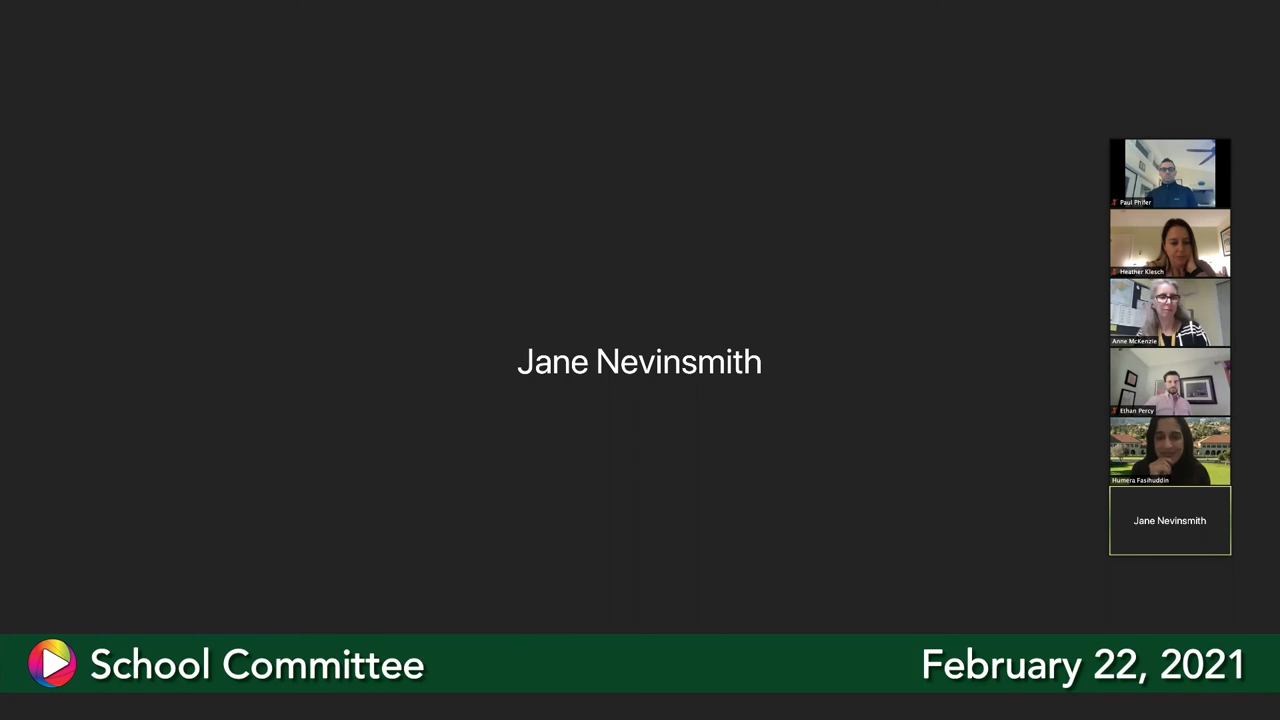 Paul Phifer
Heather Klesch
Anne McKenzie
Ethan Percy
Humera Fasihuddin
Jane Nevinsmith
Jane Nevinsmith
School Committee
February 22, 2021